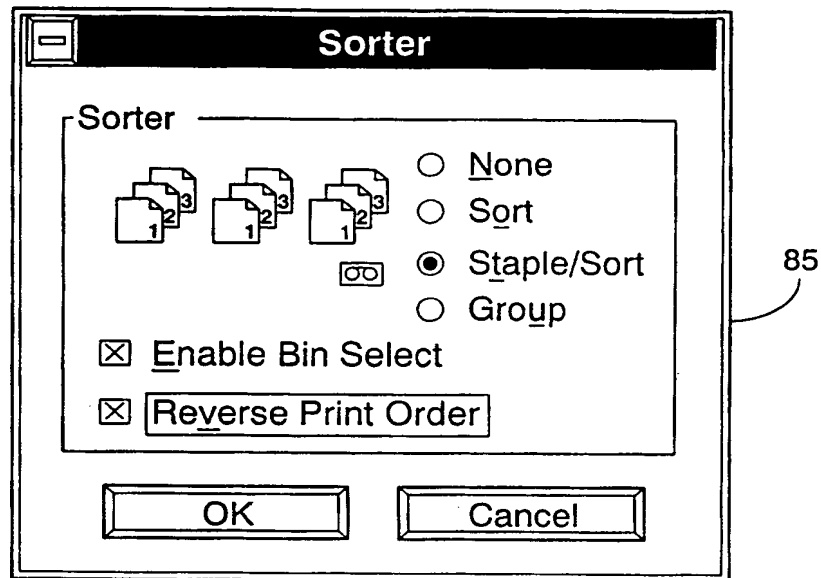 Sorter
Sorter
1 2 3 1 2 3 1 2 3
None
Sort
Staple/Sort
Group
Enable Bin Select
Reverse Print Order
OK Cancel
85